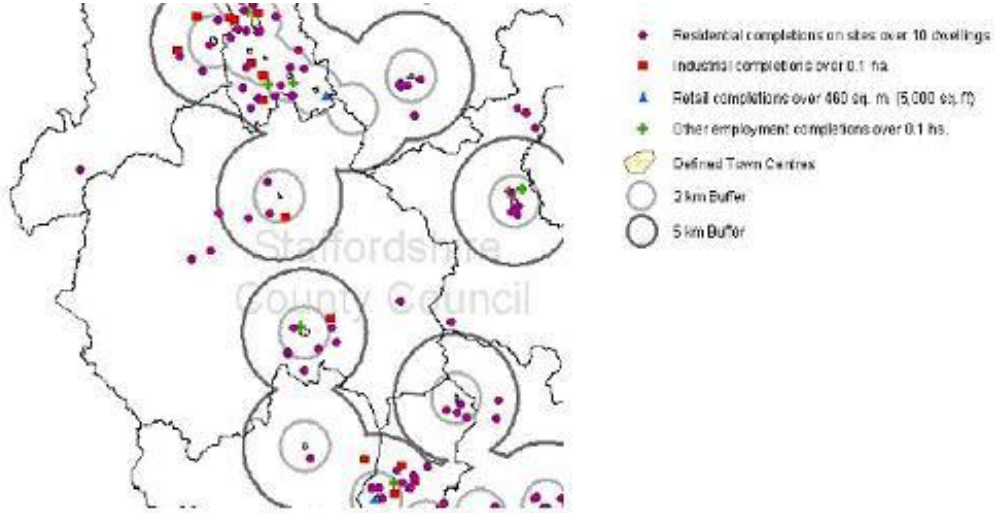 Residential completions on sites over 10 dwellings
Industrial completions over 0.1 ha.
Retail completions over 460 sq. m. (5,000 sq.ft)
Other employment completions over 0.1 ha.
Defined Town Centres
2 km Buffer
5 km Buffer
Staffordshire
County Council